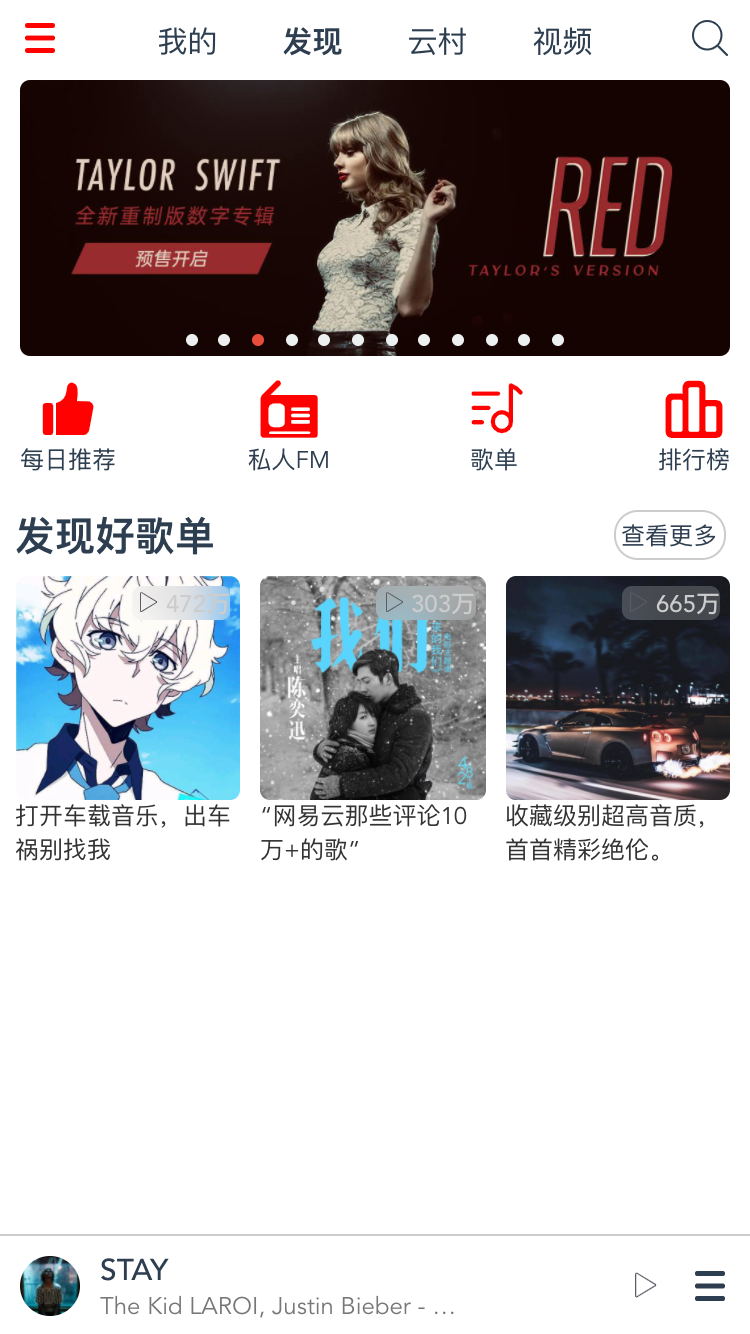 我的 发现 云村 视频
TAYLOR SWIFT
全新重制版数字专辑
预售开启
RED
TAYLOR'S VERSION
每日推荐 私人FM 歌单 排行榜
发现好歌单 查看更多
472万 303万 665万
我们
主唱
陈奕迅
打开车载音乐，出车
祸别找我
“网易云那些评论10
万+的歌”
收藏级别超高音质，
首首精彩绝伦。
STAY
The Kid LAROI, Justin Bieber - …